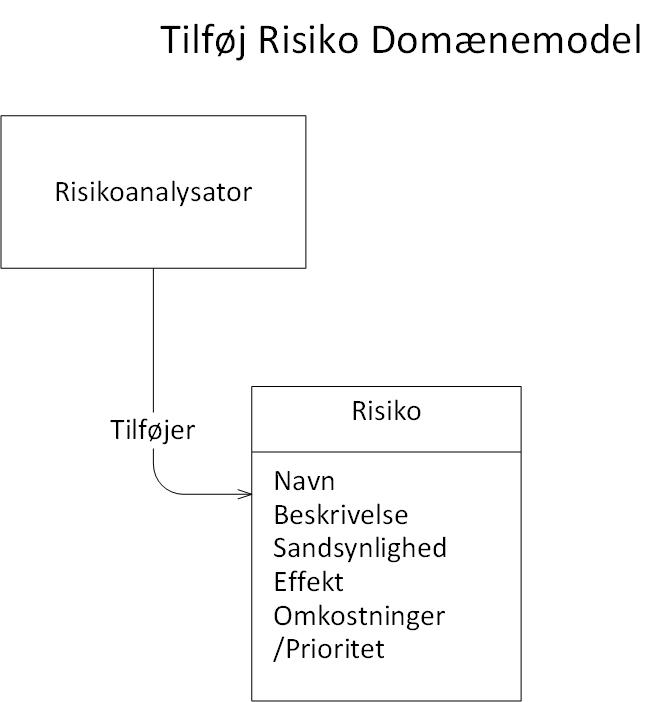 Tilføj Risiko Domænemodel
Risikoanalysator
Tilføjer
Risiko
Navn
Beskrivelse
Sandsynlighed
Effekt
Omkostninger
/Prioritet